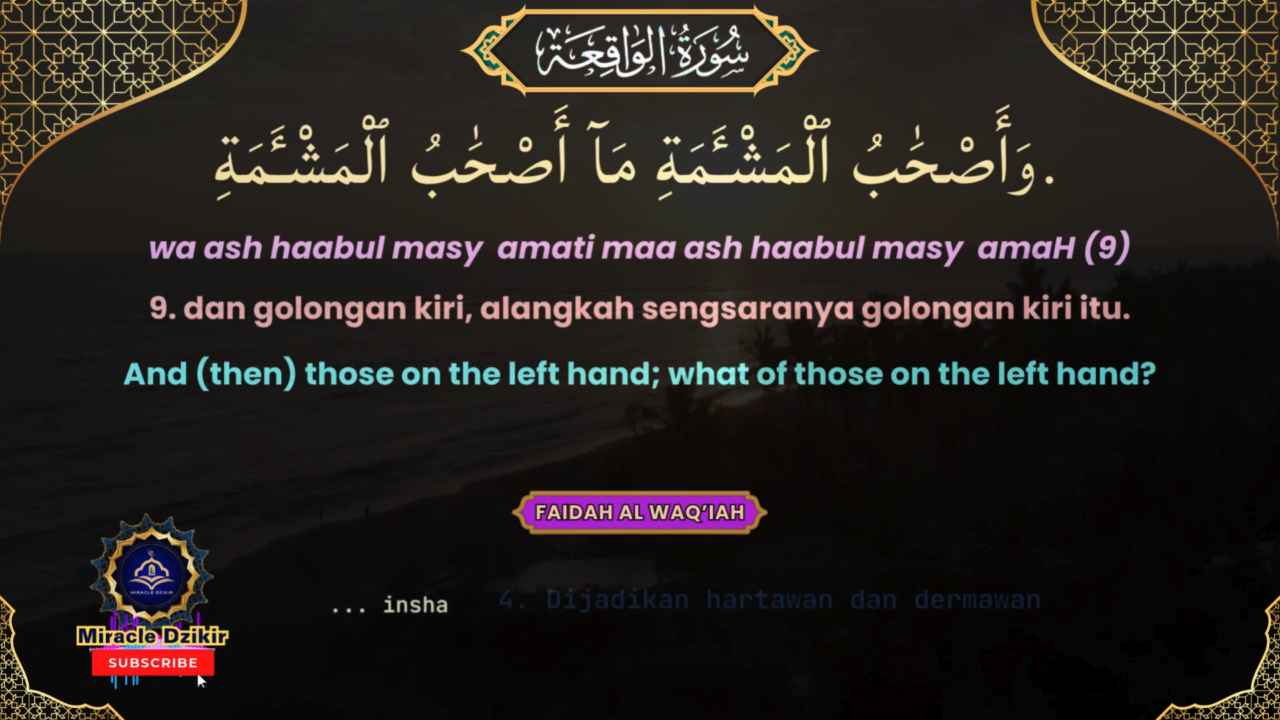 سُورَةُ الوَاقِعَة
وَأَصْحَٰبُ ٱلْمَشْـَٔمَةِ مَآ أَصْحَٰبُ ٱلْمَشْـَٔمَةِ.
wa ash haabul masy amati maa ash haabul masy amaH (9)
9. dan golongan kiri, alangkah sengsaranya golongan kiri itu.
And (then) those on the left hand; what of those on the left hand?
FAIDAH AL WAQ'IAH
... insha 4. Dijadikan hartawan dan dermawan
MIRACLE DZIKIR
Miracle Dzikir
SUBSCRIBE